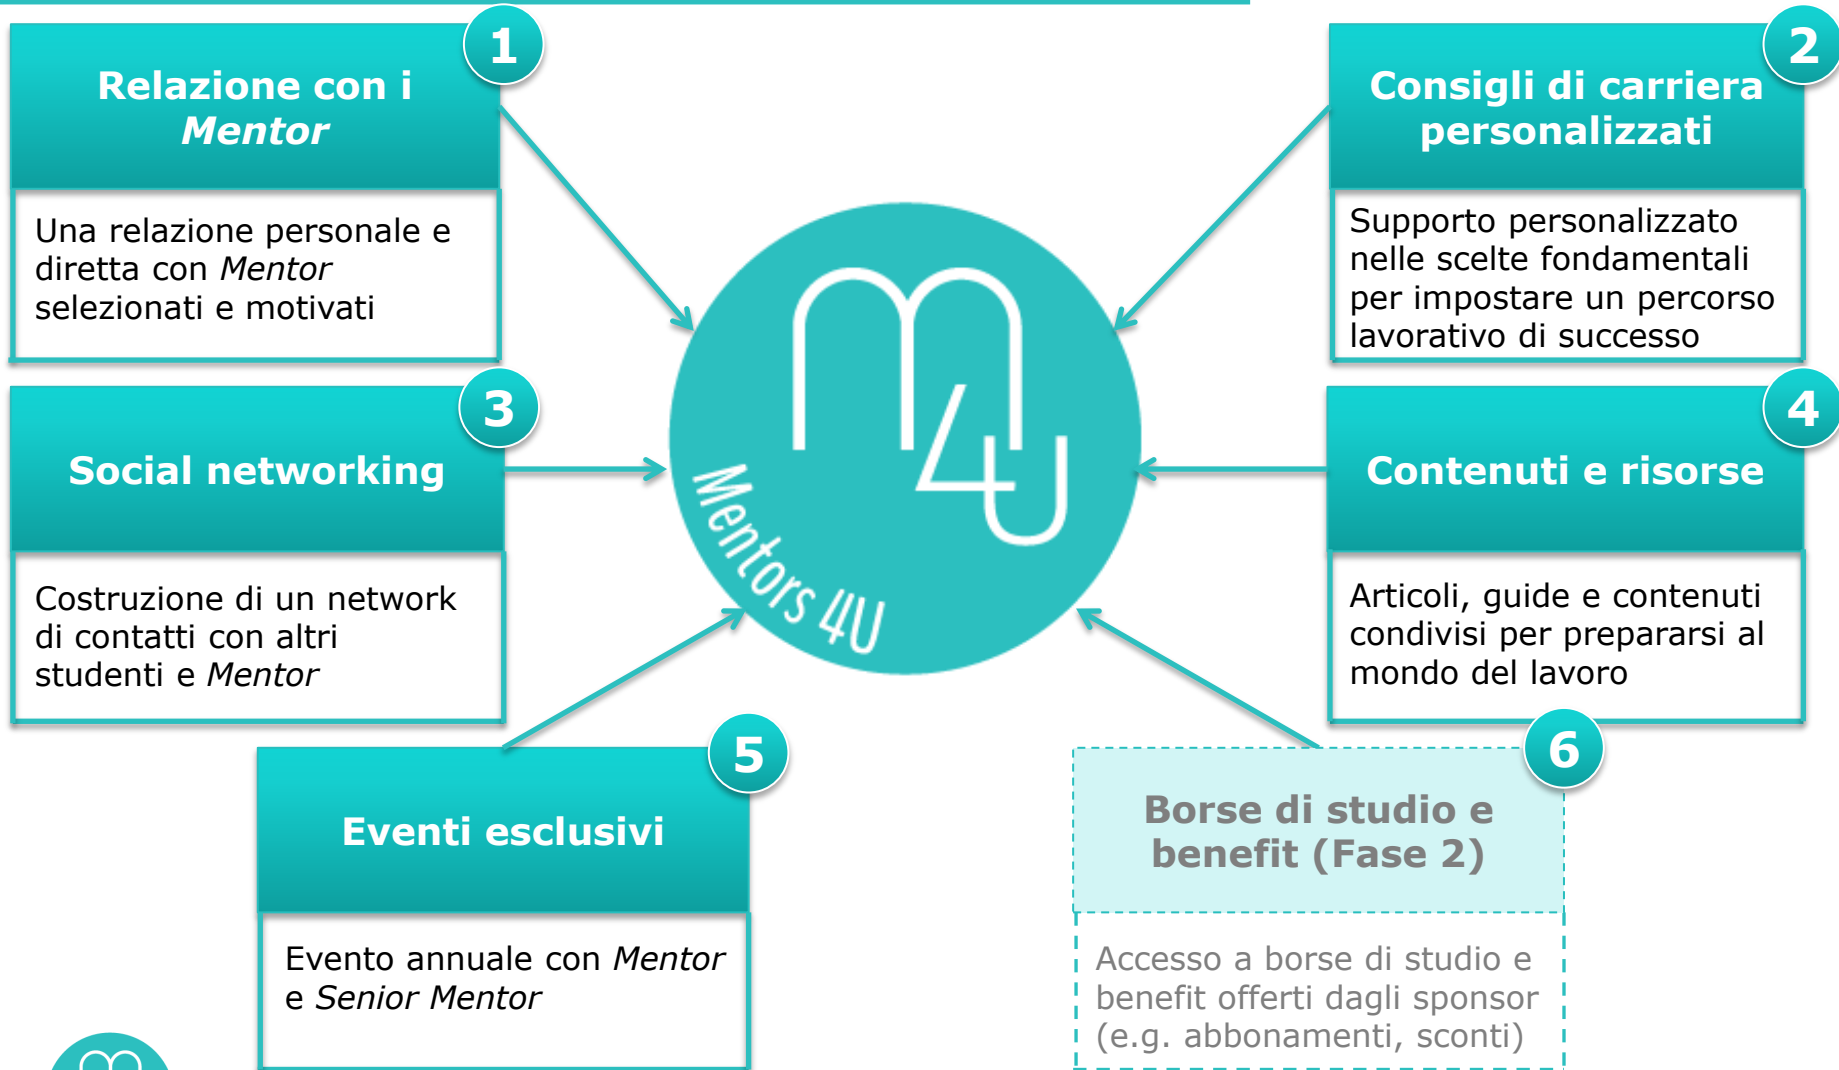 1
Relazione con i
Mentor
Una relazione personale e
diretta con Mentor
selezionati e motivati
2
Consigli di carriera
personalizzati
Supporto personalizzato
nelle scelte fondamentali
per impostare un percorso
lavorativo di successo
3
Social networking
Costruzione di un network
di contatti con altri
studenti e Mentor
4
Contenuti e risorse
Articoli, guide e contenuti
condivisi per prepararsi al
mondo del lavoro
m4u
Mentors 4U
5
Eventi esclusivi
Evento annuale con Mentor
e Senior Mentor
6
Borse di studio e
benefit (Fase 2)
Accesso a borse di studio e
benefit offerti dagli sponsor
(e.g. abbonamenti, sconti)